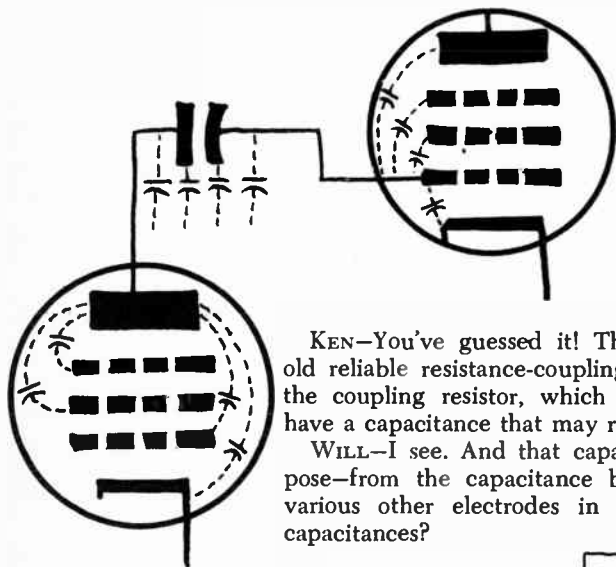 KEN—You've guessed it! Th
old reliable resistance-coupling
the coupling resistor, which
have a capacitance that may r
WILL—I see. And that capa
pose—from the capacitance b
various other electrodes in
capacitances?